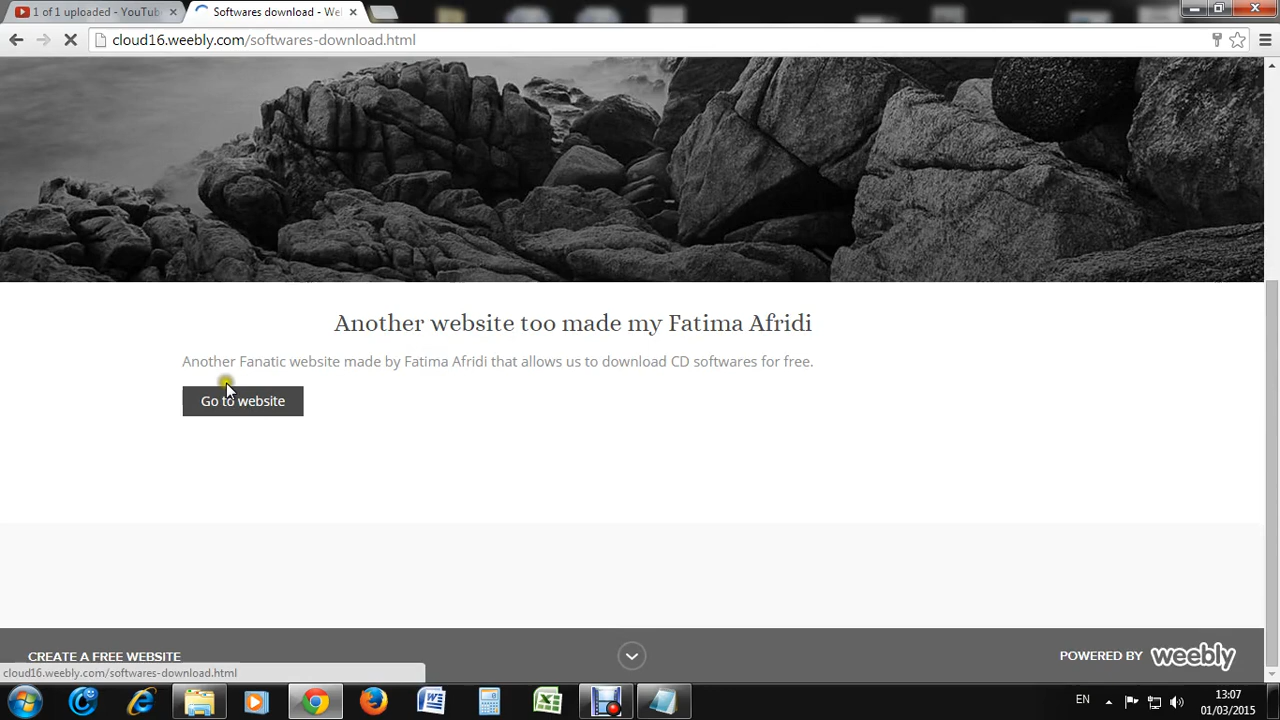 1 of 1 uploaded - YouTub
Softwares download - We
cloud16.weebly.com/softwares-download.html
Another website too made my Fatima Afridi
Another Fanatic website made by Fatima Afridi that allows us to download CD softwares for free.
Go to website
CREATE A FREE WEBSITE
POWERED BY weebly
cloud16.weebly.com/softwares-download.html
EN
13:07
01/03/2015